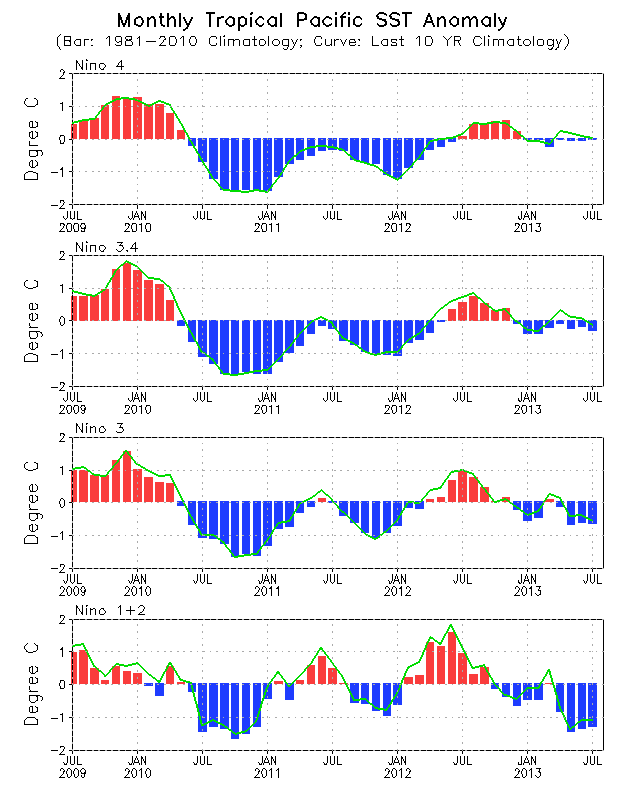 Monthly Tropical Pacific SST Anomaly
(Bar: 1981−2010 Climatology; Curve: Last 10 YR Climatology)
Nino 4
Degree C
2
1
0
−1
−2
JUL JAN JUL JAN JUL JAN JUL JAN JUL
2009 2010 2011 2012 2013
Nino 3.4
Degree C
2
1
0
−1
−2
JUL JAN JUL JAN JUL JAN JUL JAN JUL
2009 2010 2011 2012 2013
Nino 3
Degree C
2
1
0
−1
−2
JUL JAN JUL JAN JUL JAN JUL JAN JUL
2009 2010 2011 2012 2013
Nino 1+2
Degree C
2
1
0
−1
−2
JUL JAN JUL JAN JUL JAN JUL JAN JUL
2009 2010 2011 2012 2013